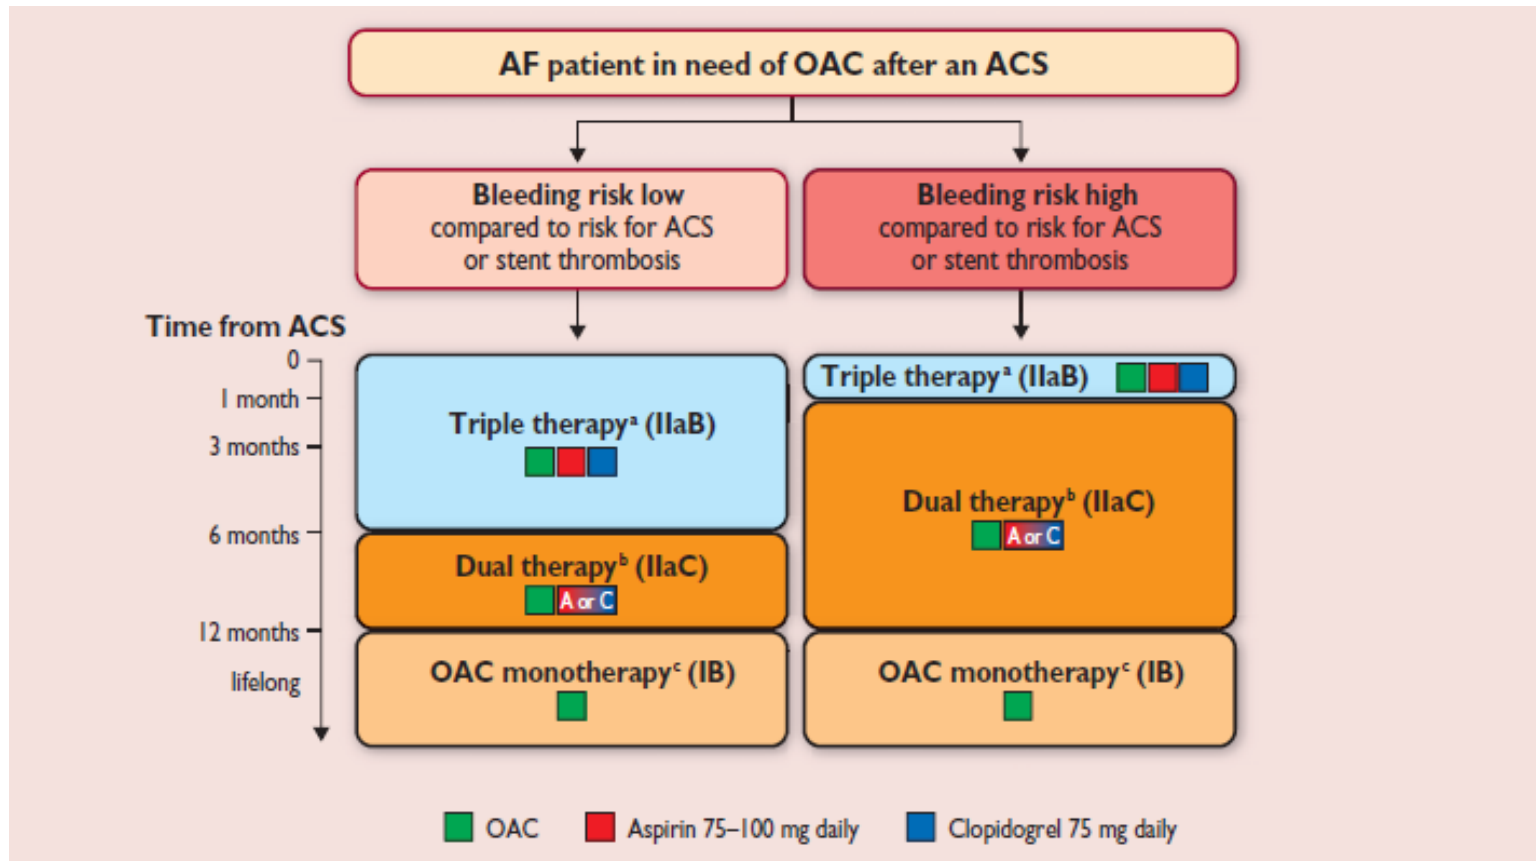 AF patient in need of OAC after an ACS
Bleeding risk low
compared to risk for ACS
or stent thrombosis
Bleeding risk high
compared to risk for ACS
or stent thrombosis
Time from ACS
0
1 month
3 months
6 months
12 months
lifelong
Triple therapyᵃ (IIaB)
Dual therapyᵇ (IIaC)
A or C
OAC monotherapyᶜ (IB)
Triple therapyᵃ (IIaB)
Dual therapyᵇ (IIaC)
A or C
OAC monotherapyᶜ (IB)
OAC
Aspirin 75–100 mg daily
Clopidogrel 75 mg daily